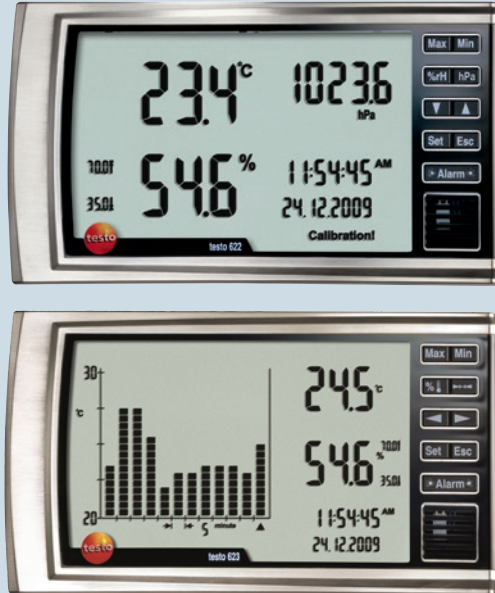 23.4 °C 1023.6
hPa
70.0
35.0
54.6 %
11:54:45 AM
24.12.2009
Calibration!
testo
testo 622
Max Min
%rH hPa
▼ ▲
Set Esc
Alarm
30
°C
20
5 minute
24.5 °C
54.6 % 70.0
35.0
11:54:45 AM
24.12.2009
testo
testo 623
Max Min
%
◄ ►
Set Esc
Alarm